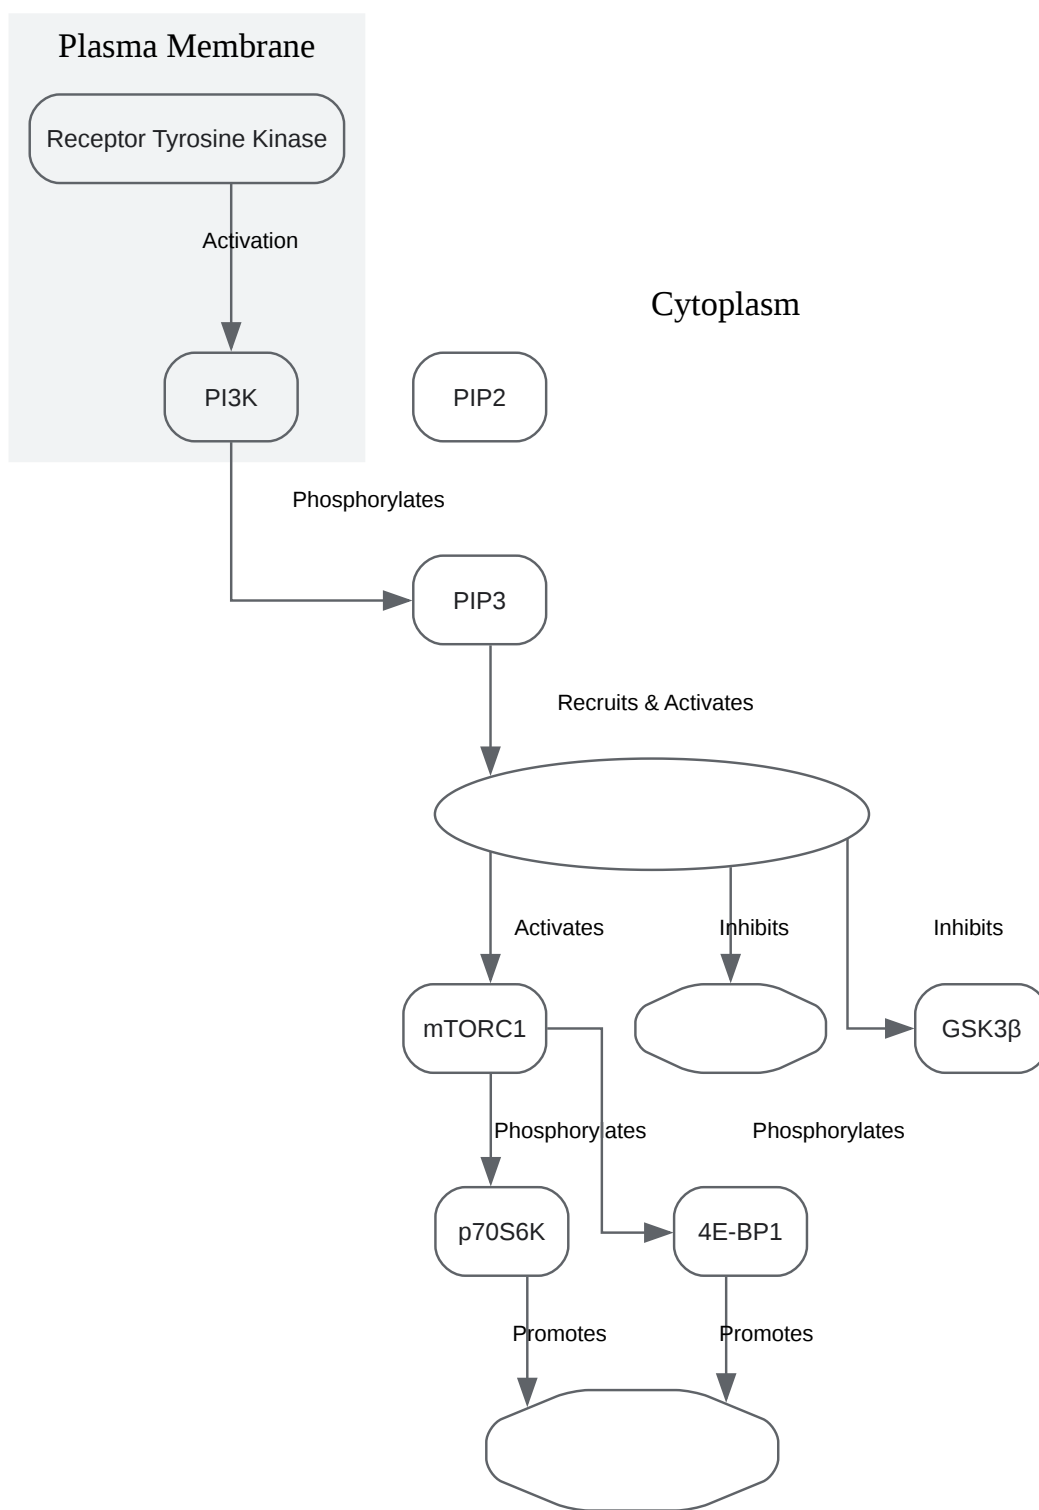 Plasma Membrane
Receptor Tyrosine Kinase
Activation
Cytoplasm
PI3K
PIP2
Phosphorylates
PIP3
Recruits & Activates
Activates
Inhibits
Inhibits
mTORC1
GSK3β
Phosphorylates
Phosphorylates
p70S6K
4E-BP1
Promotes
Promotes